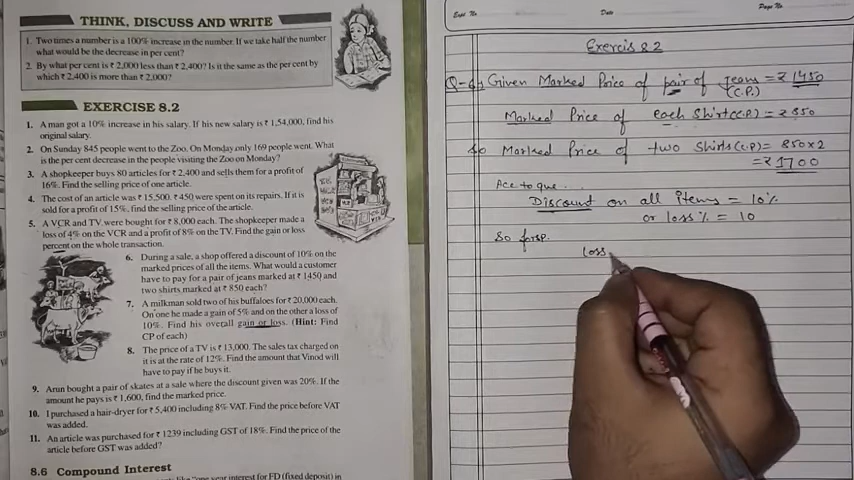 THINK, DISCUSS AND WRITE
1. Two times a number is a 100% increase in the number. If we take half the number
what would be the decrease in per cent?
2. By what per cent is ₹ 2,000 less than ₹ 2,400? Is it the same as the per cent by
which ₹ 2,400 is more than ₹ 2,000?
EXERCISE 8.2
1. A man got a 10% increase in his salary. If his new salary is ₹ 1,54,000, find his
original salary.
2. On Sunday 845 people went to the Zoo. On Monday only 169 people went. What
is the per cent decrease in the people visiting the Zoo on Monday?
3. A shopkeeper buys 80 articles for ₹ 2,400 and sells them for a profit of
16%. Find the selling price of one article.
4. The cost of an article was ₹ 15,500. ₹ 450 were spent on its repairs. If it is
sold for a profit of 15%, find the selling price of the article.
5. A VCR and TV were bought for ₹ 8,000 each. The shopkeeper made a
loss of 4% on the VCR and a profit of 8% on the TV. Find the gain or loss
percent on the whole transaction.
6. During a sale, a shop offered a discount of 10% on the
marked prices of all the items. What would a customer
have to pay for a pair of jeans marked at ₹ 1450 and
two shirts marked at ₹ 850 each?
7. A milkman sold two of his buffaloes for ₹ 20,000 each.
On one he made a gain of 5% and on the other a loss of
10%. Find his overall gain or loss. (Hint: Find
CP of each)
8. The price of a TV is ₹ 13,000. The sales tax charged on
it is at the rate of 12%. Find the amount that Vinod will
have to pay if he buys it.
9. Arun bought a pair of skates at a sale where the discount given was 20%. If the
amount he pays is ₹ 1,600, find the marked price.
10. I purchased a hair-dryer for ₹ 5,400 including 8% VAT. Find the price before VAT
was added.
11. An article was purchased for ₹ 1239 including GST of 18%. Find the price of the
article before GST was added?
8.6 Compound Interest
Expt. No
Date
Page No.
Exercis 8.2
Q-6) Given Marked Price of pair of jeans = ₹ 1450
(C.P.)
Marked Price of each Shirt (C.P.) = ₹ 850
So Marked Price of two Shirts (C.P) = 850 x 2
= ₹ 1700
Acc to que...
Discount on all items = 10%
or loss % = 10
So for S.P.
Loss